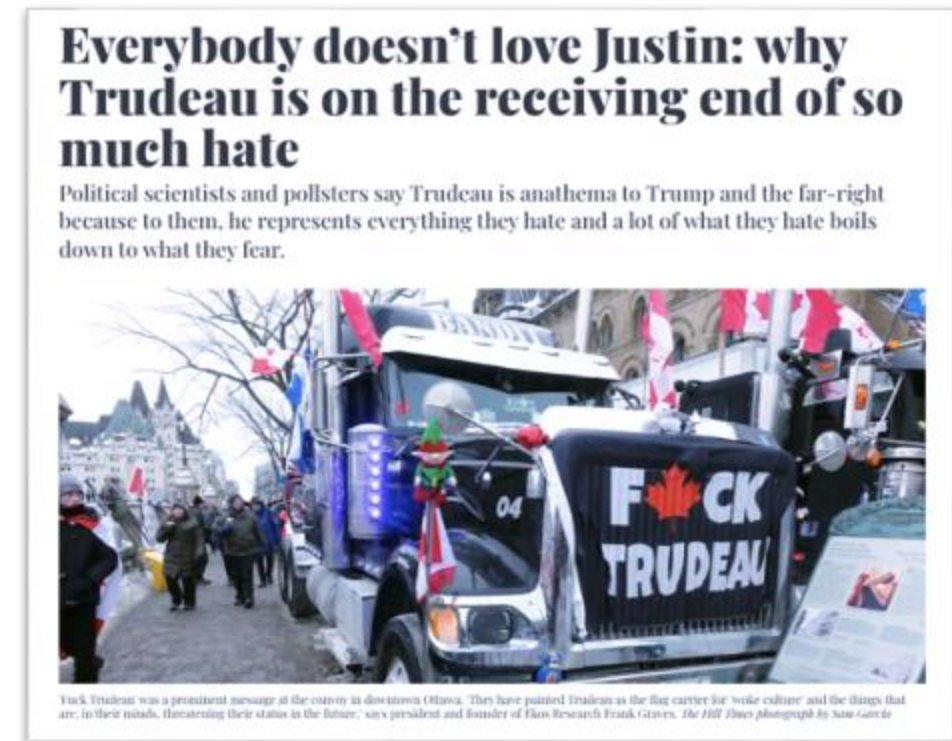 Everybody doesn’t love Justin: why
Trudeau is on the receiving end of so
much hate
Political scientists and pollsters say Trudeau is anathema to Trump and the far-right
because to them, he represents everything they hate and a lot of what they hate boils
down to what they fear.
04
F CK
TRUDEAU
'Fuck Trudeau' was a prominent message at the convoy in downtown Ottawa. 'They have painted Trudeau as the flag carrier for 'woke culture' and the things that
are, in their minds, threatening their status in the future,' says president and founder of Ekos Research Frank Graves. The Hill Times photograph by Sam Garcia